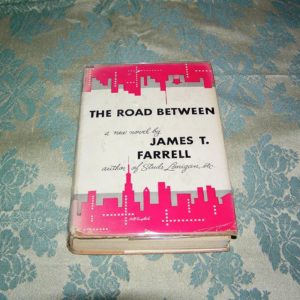 THE ROAD BETWEEN
a new novel by
JAMES T.
FARRELL
author of Studs Lonigan, etc.